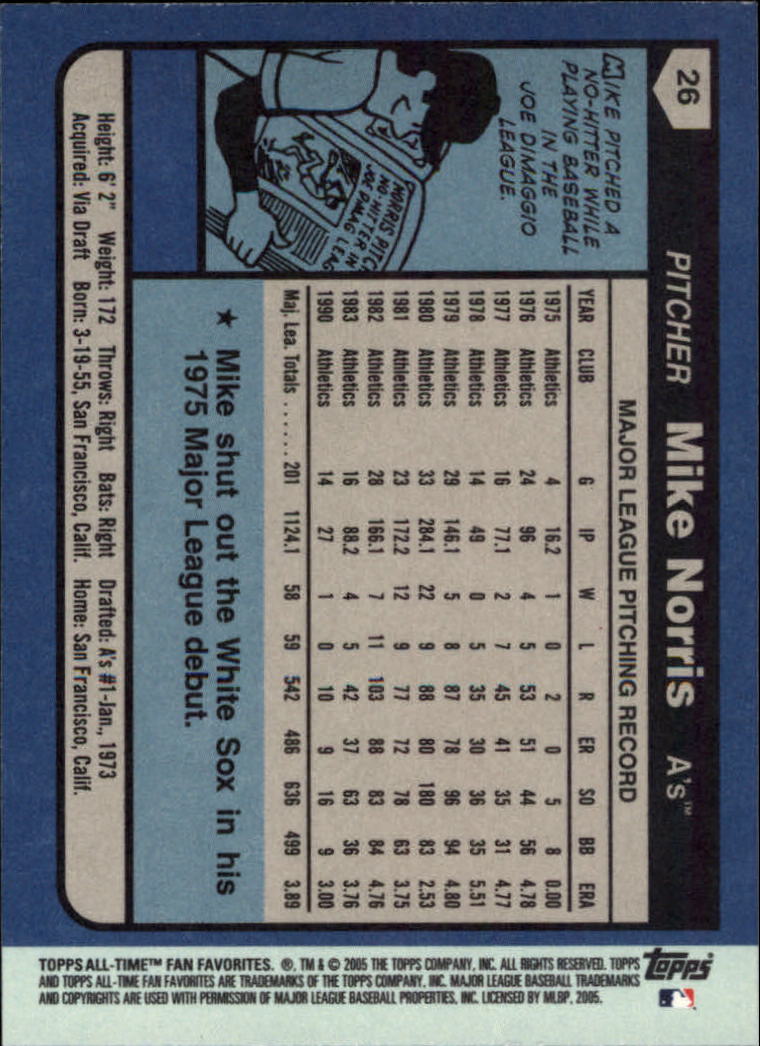 26 PITCHER Mike Norris A's™
MIKE PITCHED A
NO-HITTER WHILE
PLAYING BASEBALL
IN THE
JOE DIMAGGIO
LEAGUE.
NORRIS PITC
NO-HITTER IN
JOE DIMAG LEAG
MAJOR LEAGUE PITCHING RECORD
YEAR CLUB G IP W L R ER SO BB ERA
1975 Athletics 4 16.2 1 0 2 0 5 8 0.00
1976 Athletics 24 96 4 5 53 51 44 56 4.78
1977 Athletics 16 77.1 2 7 45 41 35 31 4.77
1978 Athletics 14 49 0 5 35 30 36 35 5.51
1979 Athletics 29 146.1 5 8 87 78 96 94 4.80
1980 Athletics 33 284.1 22 9 88 80 180 83 2.53
1981 Athletics 23 172.2 12 9 77 72 78 63 3.75
1982 Athletics 28 166.1 7 11 103 88 83 84 4.76
1983 Athletics 16 88.2 4 5 42 37 63 36 3.76
1990 Athletics 14 27 1 0 10 9 16 9 3.00
Maj. Lea. Totals ...... 201 1124.1 58 59 542 486 636 499 3.89
★ Mike shut out the White Sox in his
1975 Major League debut.
Height: 6' 2" Weight: 172 Throws: Right Bats: Right Drafted: A's #1-Jan., 1973
Acquired: Via Draft Born: 3-19-55, San Francisco, Calif. Home: San Francisco, Calif.
topps
TOPPS ALL-TIME™ FAN FAVORITES. ®, TM & © 2005 THE TOPPS COMPANY, INC. ALL RIGHTS RESERVED. TOPPS
AND TOPPS ALL-TIME FAN FAVORITES ARE TRADEMARKS OF THE TOPPS COMPANY, INC. MAJOR LEAGUE BASEBALL TRADEMARKS
AND COPYRIGHTS ARE USED WITH PERMISSION OF MAJOR LEAGUE BASEBALL PROPERTIES, INC. LICENSED BY MLBP, 2005.